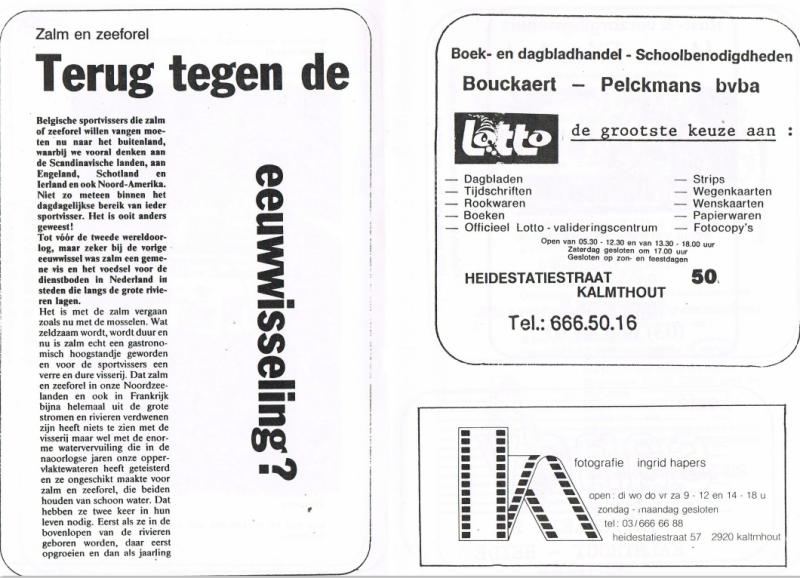 Zalm en zeeforel
Terug tegen de
eeuwwisseling?
Belgische sportvissers die zalm
of zeeforel willen vangen moe-
ten nu naar het buitenland,
waarbij we vooral denken aan
de Scandinavische landen, aan
Engeland, Schotland en
Ierland en ook Noord-Amerika.
Niet zo meteen binnen het
dagdagelijkse bereik van ieder
sportvisser. Het is ooit anders
geweest!
Tot vóór de tweede wereldoor-
log, maar zeker bij de vorige
eeuwwissel was zalm een geme-
ne vis en het voedsel voor de
dienstboden in Nederland in
steden die langs de grote rivie-
ren lagen.
Het is met de zalm vergaan
zoals nu met de mosselen. Wat
zeldzaam wordt, wordt duur en
nu is zalm echt een gastrono-
misch hoogstandje geworden
en voor de sportvissers een
verre en dure visserij. Dat zalm
en zeeforel in onze Noordzee-
landen en ook in Frankrijk
bijna helemaal uit de grote
stromen en rivieren verdwenen
zijn heeft niets te zien met de
visserij maar wel met de enor-
me watervervuiling die in de
naoorlogse jaren onze opper-
vlaktewateren heeft geteisterd
en ze ongeschikt maakte voor
zalm en zeeforel, die beiden
houden van schoon water. Dat
hebben ze twee keer in hun
leven nodig. Eerst als ze in de
bovenlopen van de rivieren
geboren worden, daar eerst
opgroeien en dan als jaarling
Boek- en dagbladhandel - Schoolbenodigdheden
Bouckaert — Pelckmans bvba
Lotto
de grootste keuze aan :
— Dagbladen
— Tijdschriften
— Rookwaren
— Boeken
— Officieel Lotto - valideringscentrum
— Strips
— Wegenkaarten
— Wenskaarten
— Papierwaren
— Fotocopy's
Open van 05.30 - 12.30 en van 13.30 - 18.00 uur
Zaterdag gesloten om 17.00 uur
Gesloten op zon- en feestdagen
HEIDESTATIESTRAAT 50
KALMTHOUT
Tel.: 666.50.16
fotografie ingrid hapers
open : di wo do vr za 9 - 12 en 14 - 18 u
zondag - maandag gesloten
tel : 03/666 66 88
heidestatiestraat 57 2920 kaltmhout